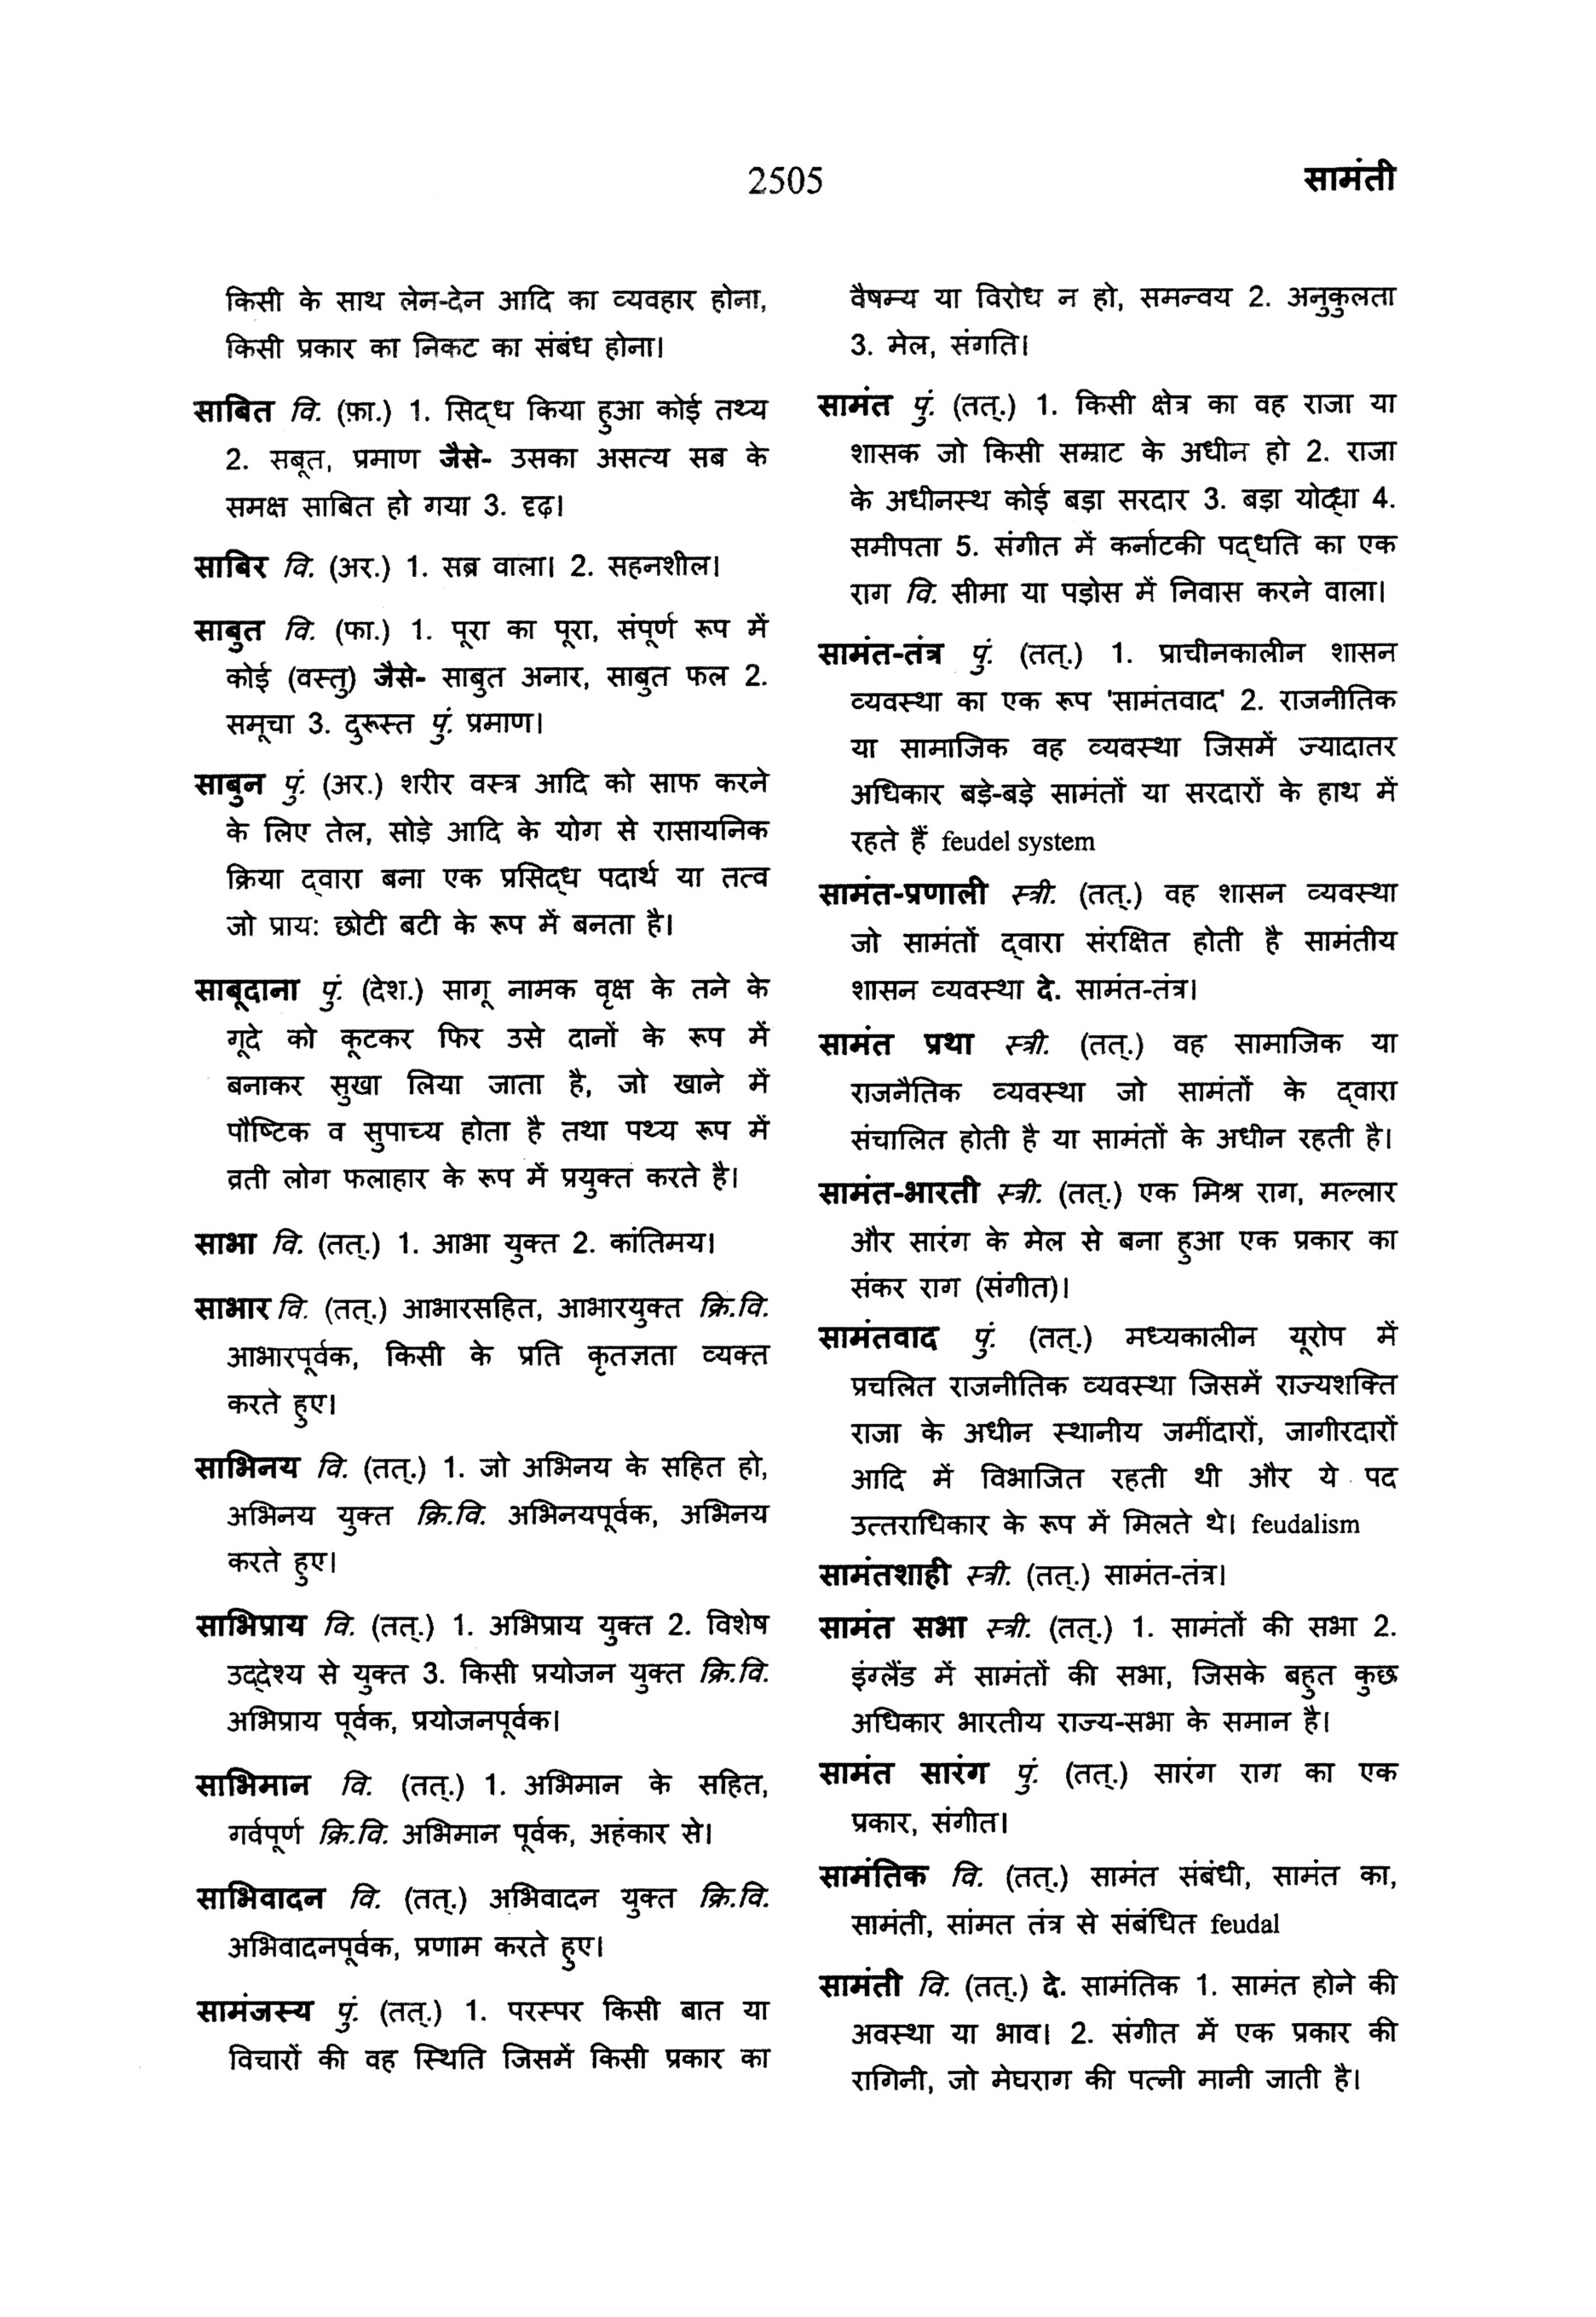 2505
सामंती
किसी के साथ लेन-देन आदि का व्यवहार होना,
किसी प्रकार का निकट का संबंध होना।
साबित वि. (फ़ा.) 1. सिद्ध किया हुआ कोई तथ्य
2. सबूत, प्रमाण जैसे- उसका असत्य सब के
समक्ष साबित हो गया 3. दृढ़।
साबिर वि. (अर.) 1. सब्र वाला। 2. सहनशील।
साबुत वि. (फा.) 1. पूरा का पूरा, संपूर्ण रूप में
कोई (वस्तु) जैसे- साबुत अनार, साबुत फल 2.
समूचा 3. दुरूस्त पुं. प्रमाण।
साबुन पुं. (अर.) शरीर वस्त्र आदि को साफ करने
के लिए तेल, सोड़े आदि के योग से रासायनिक
क्रिया द्वारा बना एक प्रसिद्ध पदार्थ या तत्व
जो प्राय: छोटी बटी के रूप में बनता है।
साबूदाना पुं. (देश.) सागू नामक वृक्ष के तने के
गूदे को कूटकर फिर उसे दानों के रूप में
बनाकर सुखा लिया जाता है, जो खाने में
पौष्टिक व सुपाच्य होता है तथा पथ्य रूप में
व्रती लोग फलाहार के रूप में प्रयुक्त करते है।
साभा वि. (तत्.) 1. आभा युक्त 2. कांतिमय।
साभार वि. (तत्.) आभारसहित, आभारयुक्त क्रि.वि.
आभारपूर्वक, किसी के प्रति कृतज्ञता व्यक्त
करते हुए।
साभिनय वि. (तत्.) 1. जो अभिनय के सहित हो,
अभिनय युक्त क्रि.वि. अभिनयपूर्वक, अभिनय
करते हुए।
साभिप्राय वि. (तत्.) 1. अभिप्राय युक्त 2. विशेष
उद्देश्य से युक्त 3. किसी प्रयोजन युक्त क्रि.वि.
अभिप्राय पूर्वक, प्रयोजनपूर्वक।
साभिमान वि. (तत्.) 1. अभिमान के सहित,
गर्वपूर्ण क्रि.वि. अभिमान पूर्वक, अहंकार से।
साभिवादन वि. (तत्.) अभिवादन युक्त क्रि.वि.
अभिवादनपूर्वक, प्रणाम करते हुए।
सामंजस्य पुं. (तत्.) 1. परस्पर किसी बात या
विचारों की वह स्थिति जिसमें किसी प्रकार का
वैषम्य या विरोध न हो, समन्वय 2. अनुकुलता
3. मेल, संगति।
सामंत पुं. (तत्.) 1. किसी क्षेत्र का वह राजा या
शासक जो किसी सम्राट के अधीन हो 2. राजा
के अधीनस्थ कोई बड़ा सरदार 3. बड़ा योद्धा 4.
समीपता 5. संगीत में कर्नाटकी पद्धति का एक
राग वि. सीमा या पड़ोस में निवास करने वाला।
सामंत-तंत्र पुं. (तत्.) 1. प्राचीनकालीन शासन
व्यवस्था का एक रूप 'सामंतवाद' 2. राजनीतिक
या सामाजिक वह व्यवस्था जिसमें ज्यादातर
अधिकार बड़े-बड़े सामंतों या सरदारों के हाथ में
रहते हैं feudel system
सामंत-प्रणाली स्त्री. (तत्.) वह शासन व्यवस्था
जो सामंतों द्वारा संरक्षित होती है सामंतीय
शासन व्यवस्था दे. सामंत-तंत्र।
सामंत प्रथा स्त्री. (तत्.) वह सामाजिक या
राजनैतिक व्यवस्था जो सामंतों के द्वारा
संचालित होती है या सामंतों के अधीन रहती है।
सामंत-भारती स्त्री. (तत्.) एक मिश्र राग, मल्लार
और सारंग के मेल से बना हुआ एक प्रकार का
संकर राग (संगीत)।
सामंतवाद पुं. (तत्.) मध्यकालीन यूरोप में
प्रचलित राजनीतिक व्यवस्था जिसमें राज्यशक्ति
राजा के अधीन स्थानीय जमींदारों, जागीरदारों
आदि में विभाजित रहती थी और ये पद
उत्तराधिकार के रूप में मिलते थे। feudalism
सामंतशाही स्त्री. (तत्.) सामंत-तंत्र।
सामंत सभा स्त्री. (तत्.) 1. सामंतों की सभा 2.
इंग्लैंड में सामंतों की सभा, जिसके बहुत कुछ
अधिकार भारतीय राज्य-सभा के समान है।
सामंत सारंग पुं. (तत्.) सारंग राग का एक
प्रकार, संगीत।
सामंतिक वि. (तत्.) सामंत संबंधी, सामंत का,
सामंती, सांमत तंत्र से संबंधित feudal
सामंती वि. (तत्.) दे. सामंतिक 1. सामंत होने की
अवस्था या भाव। 2. संगीत में एक प्रकार की
रागिनी, जो मेघराग की पत्नी मानी जाती है।